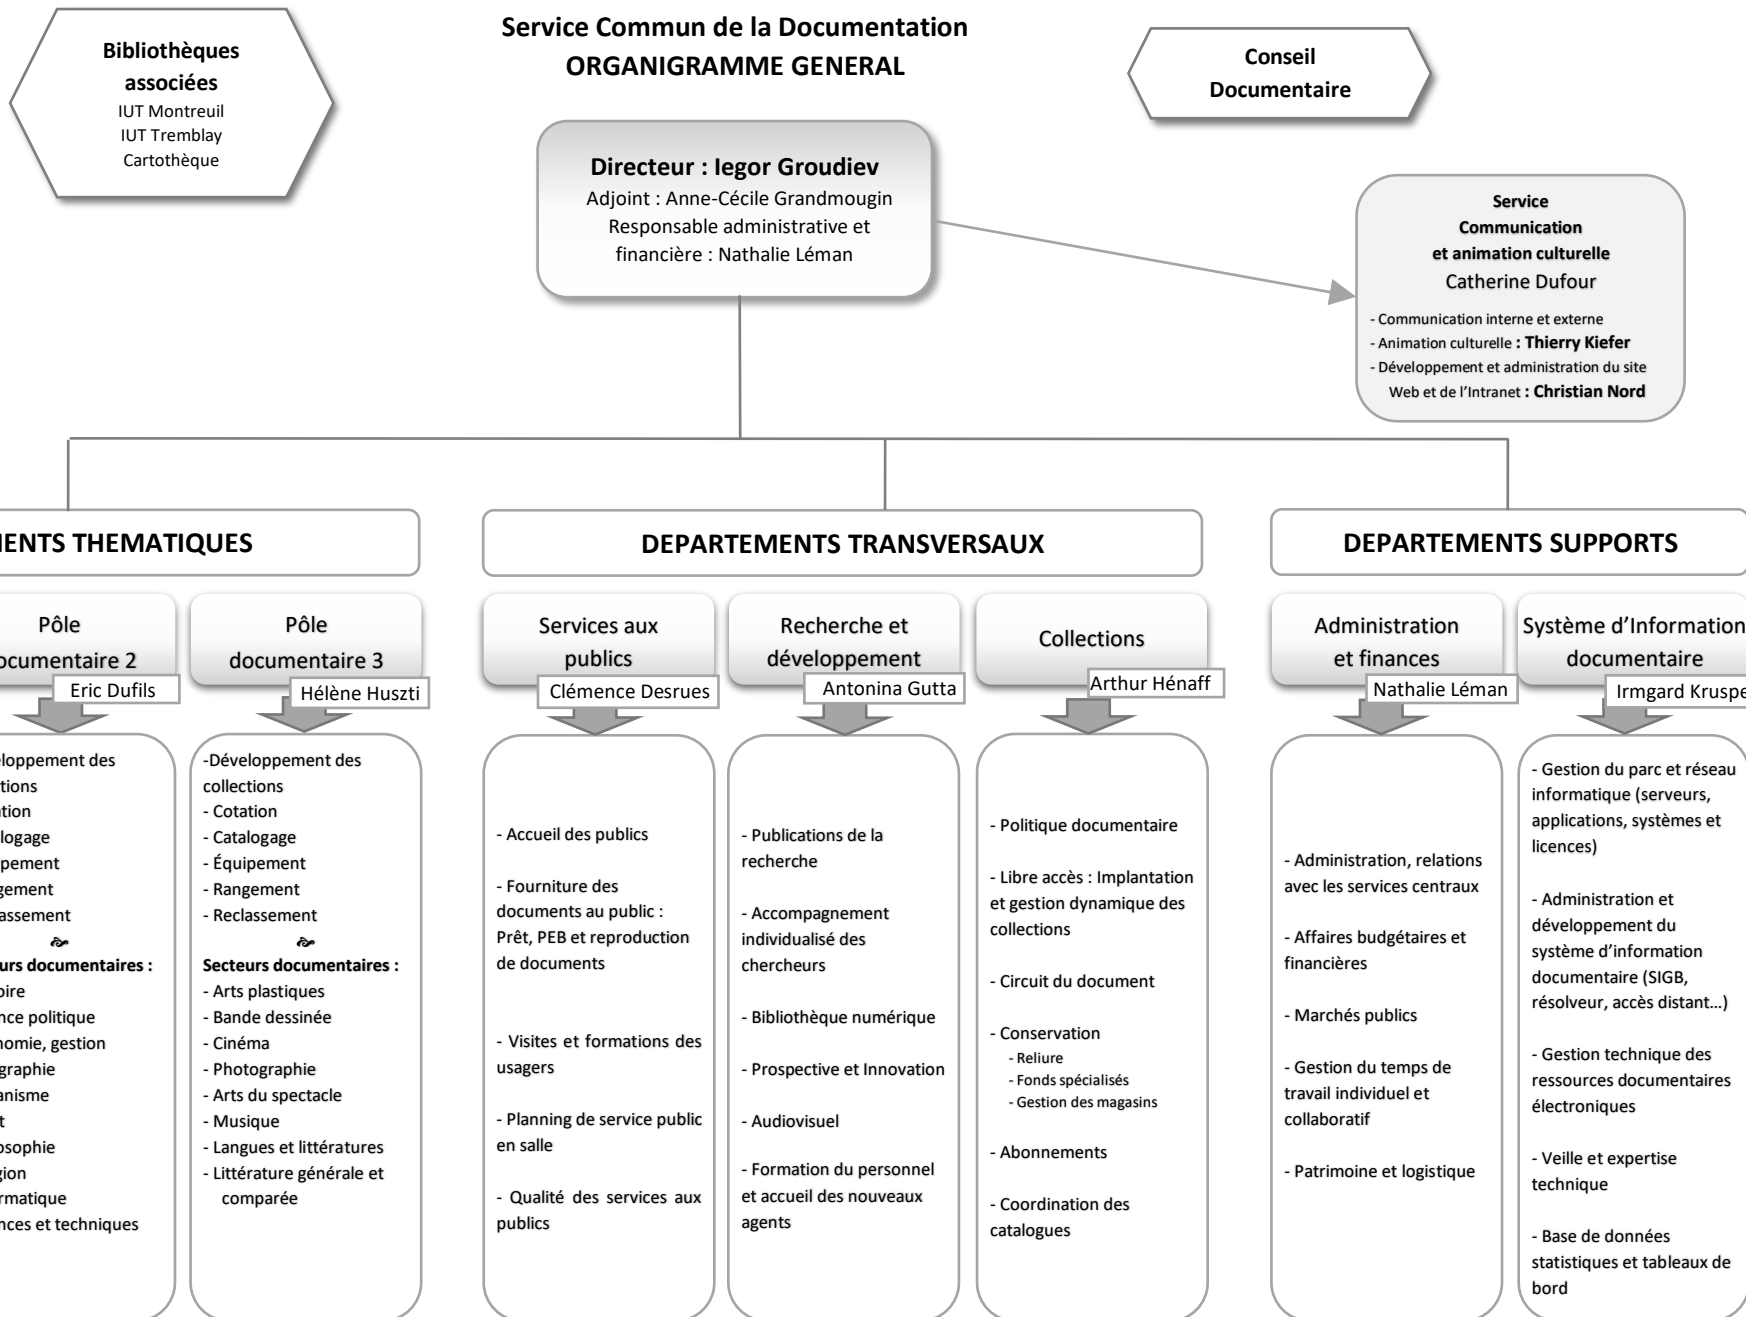 Bibliothèques
associées
IUT Montreuil
IUT Tremblay
Cartothèque
Service Commun de la Documentation
ORGANIGRAMME GENERAL
Conseil
Documentaire
Directeur : Iegor Groudiev
Adjoint : Anne-Cécile Grandmougin
Responsable administrative et
financière : Nathalie Léman
Service
Communication
et animation culturelle
Catherine Dufour
- Communication interne et externe
- Animation culturelle : Thierry Kiefer
- Développement et administration du site
Web et de l’Intranet : Christian Nord
THEMATIQUES
Pôle
2
Eric Dufils
des
politique
gestion
et techniques
Pôle
documentaire 3
Hélène Huszti
-Développement des
collections
- Cotation
- Catalogage
- Équipement
- Rangement
- Reclassement
Secteurs documentaires :
- Arts plastiques
- Bande dessinée
- Cinéma
- Photographie
- Arts du spectacle
- Musique
- Langues et littératures
- Littérature générale et
comparée
DEPARTEMENTS TRANSVERSAUX
Services aux
publics
Clémence Desrues
- Accueil des publics
- Fourniture des
documents au public :
Prêt, PEB et reproduction
de documents
- Visites et formations des
usagers
- Planning de service public
en salle
- Qualité des services aux
publics
Recherche et
développement
Antonina Gutta
- Publications de la
recherche
- Accompagnement
individualisé des
chercheurs
- Bibliothèque numérique
- Prospective et Innovation
- Audiovisuel
- Formation du personnel
et accueil des nouveaux
agents
Collections
Arthur Hénaff
- Politique documentaire
- Libre accès : Implantation
et gestion dynamique des
collections
- Circuit du document
- Conservation
- Reliure
- Fonds spécialisés
- Gestion des magasins
- Abonnements
- Coordination des
catalogues
DEPARTEMENTS SUPPORTS
Administration
et finances
Nathalie Léman
- Administration, relations
avec les services centraux
- Affaires budgétaires et
financières
- Marchés publics
- Gestion du temps de
travail individuel et
collaboratif
- Patrimoine et logistique
Système d’Information
documentaire
Irmgard Kruspe
- Gestion du parc et réseau
informatique (serveurs,
applications, systèmes et
licences)
- Administration et
développement du
système d’information
documentaire (SIGB,
résolveur, accès distant…)
- Gestion technique des
ressources documentaires
électroniques
- Veille et expertise
technique
- Base de données
statistiques et tableaux de
bord